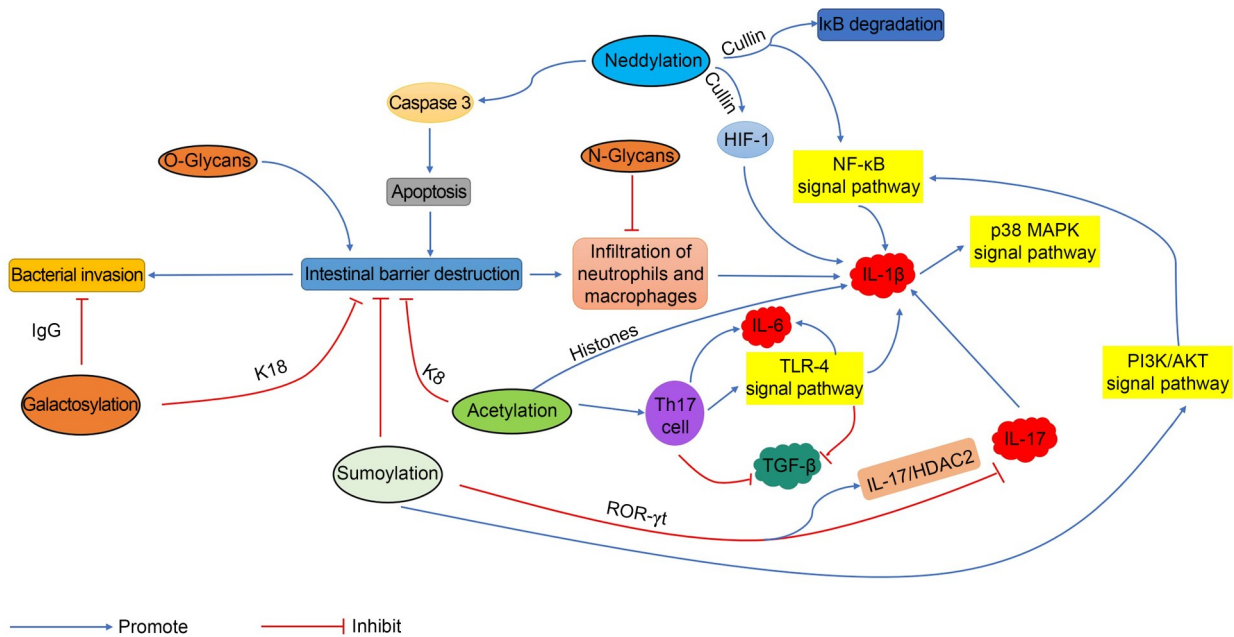 IκB degradation
Cullin
Neddylation
Cullin
Caspase 3
HIF-1
O-Glycans
N-Glycans
NF-κB
signal pathway
Apoptosis
p38 MAPK
signal pathway
Bacterial invasion
Intestinal barrier destruction
Infiltration of
neutrophils and
macrophages
IL-1β
IgG
Histones
IL-6
K18
K8
TLR-4
signal pathway
PI3K/AKT
signal pathway
Galactosylation
Acetylation
Th17
cell
IL-17
TGF-β
IL-17/HDAC2
Sumoylation
ROR-γt
Promote
Inhibit